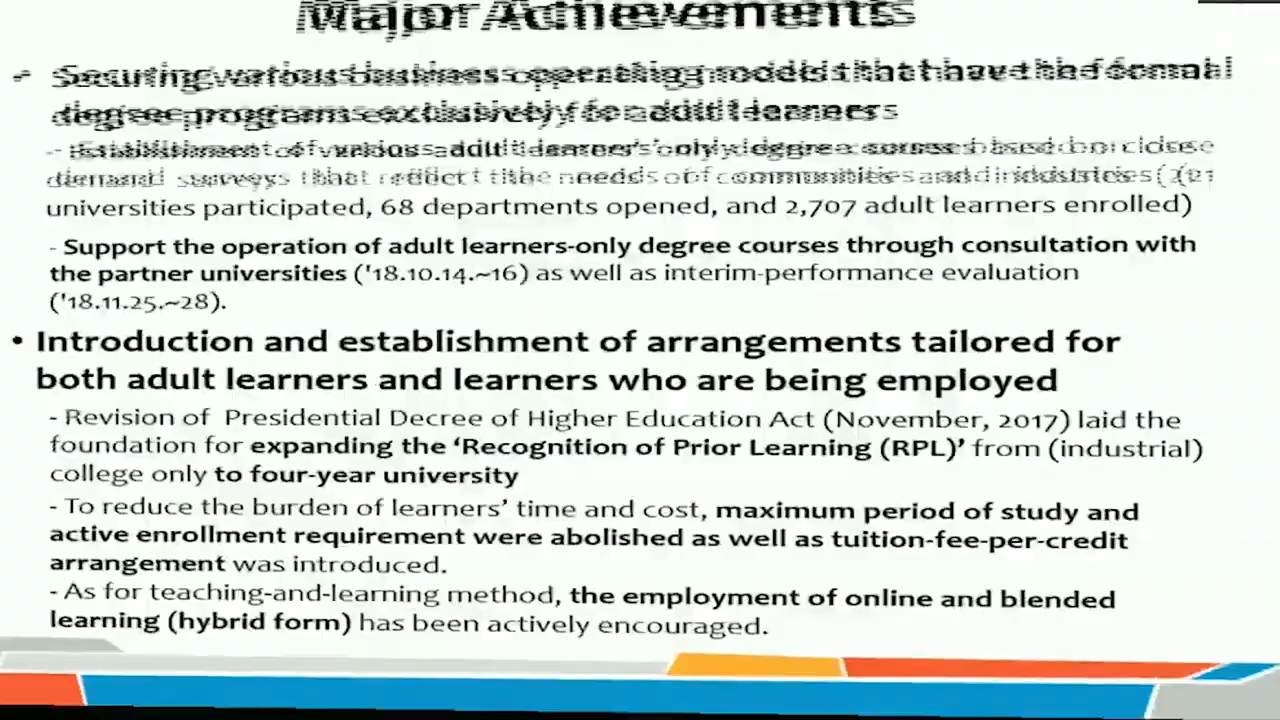 Major Achievements
• Securing various business operating models that have the formal
degree programs exclusively for adult learners
- Establishment of various adult learner's' only degree courses based on close
demand surveys that reflect the needs of communities and industries (21
universities participated, 68 departments opened, and 2,707 adult learners enrolled)
- Support the operation of adult learners-only degree courses through consultation with
the partner universities ('18.10.14.~16) as well as interim-performance evaluation
('18.11.25.~28).
• Introduction and establishment of arrangements tailored for
both adult learners and learners who are being employed
- Revision of Presidential Decree of Higher Education Act (November, 2017) laid the
foundation for expanding the ‘Recognition of Prior Learning (RPL)’ from (industrial)
college only to four-year university
- To reduce the burden of learners’ time and cost, maximum period of study and
active enrollment requirement were abolished as well as tuition-fee-per-credit
arrangement was introduced.
- As for teaching-and-learning method, the employment of online and blended
learning (hybrid form) has been actively encouraged.